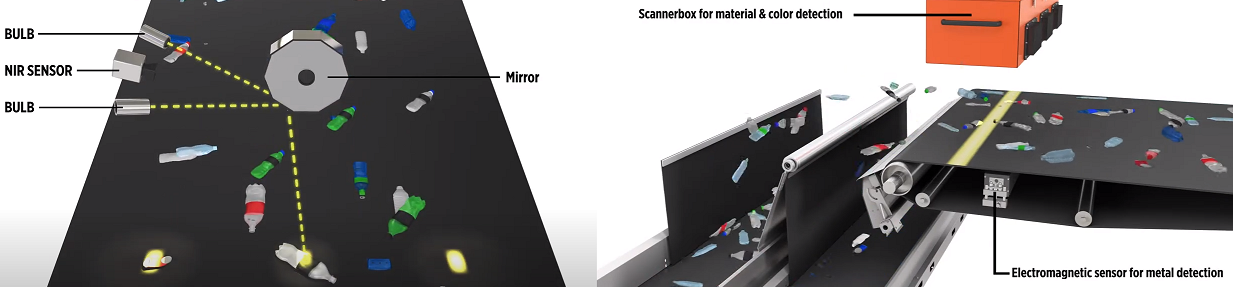 BULB
NIR SENSOR
BULB
Mirror
Scannerbox for material & color detection
Electromagnetic sensor for metal detection